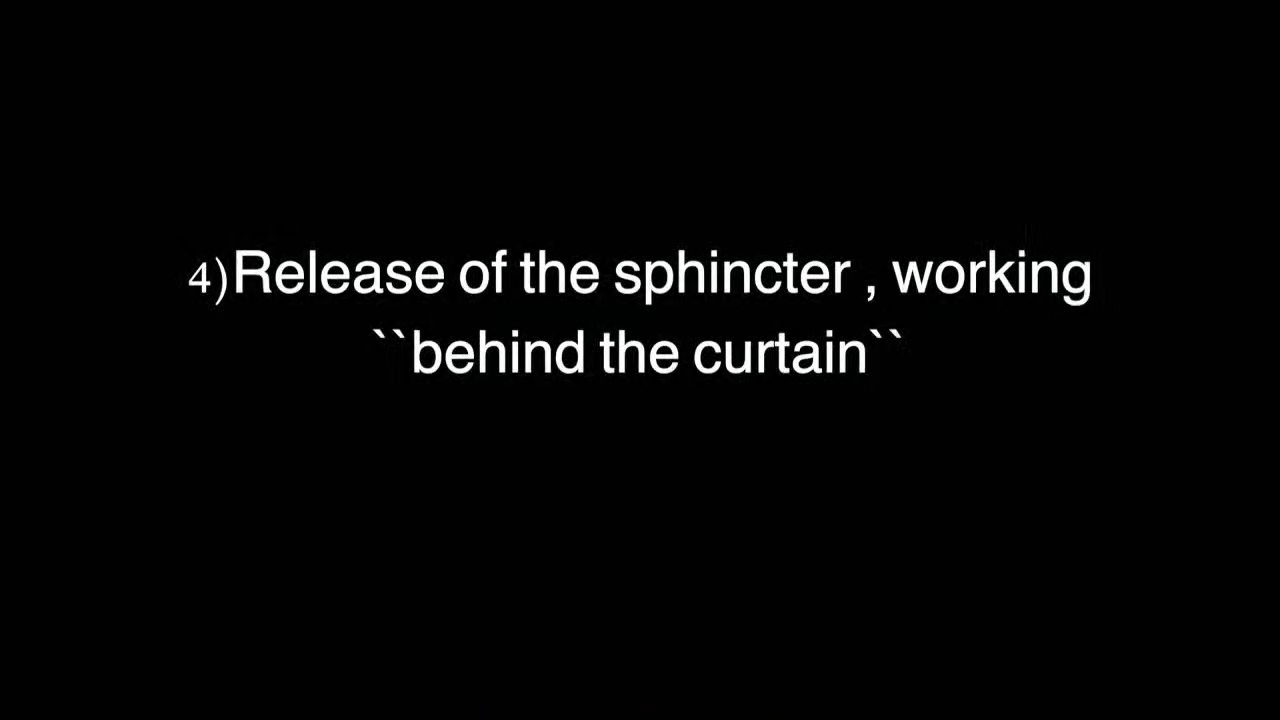 4)Release of the sphincter , working
``behind the curtain``